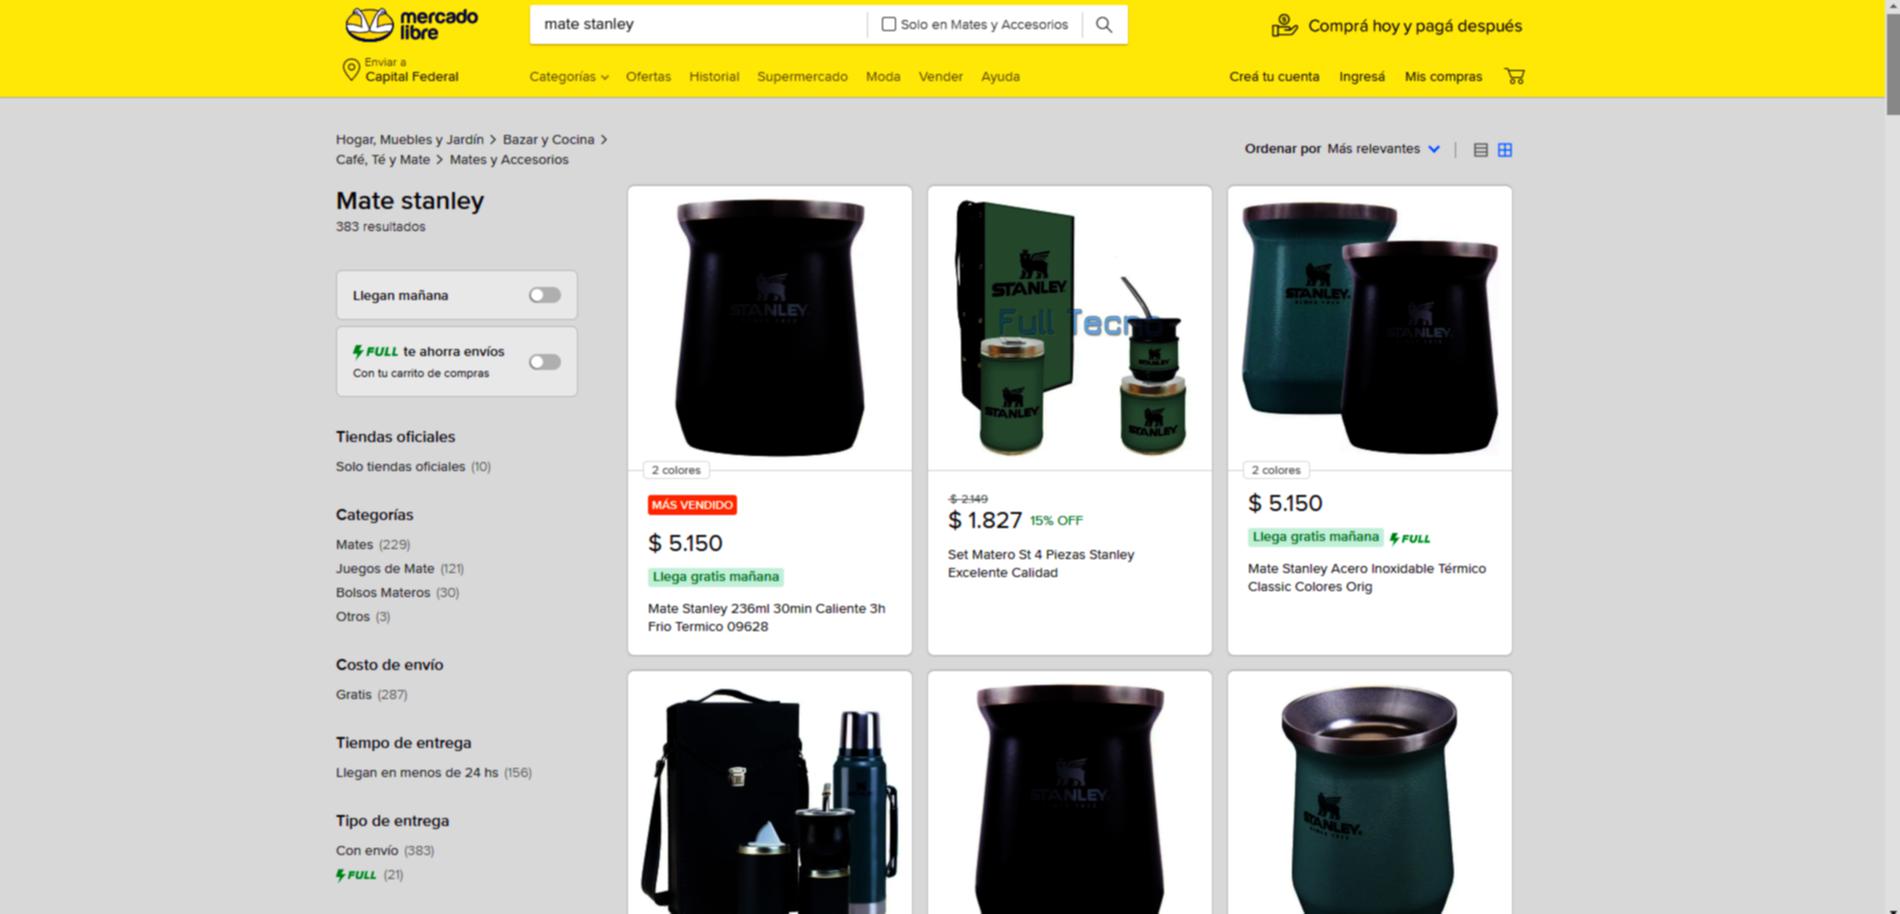 mercado
libre
mate stanley
Solo en Mates y Accesorios
Comprá hoy y pagá después
Enviar a
Capital Federal
Categorías
Ofertas
Historial
Supermercado
Moda
Vender
Ayuda
Creá tu cuenta
Ingresá
Mis compras
Hogar, Muebles y Jardín > Bazar y Cocina >
Café, Té y Mate > Mates y Accesorios
Ordenar por Más relevantes
Mate stanley
383 resultados
Llegan mañana
FULL te ahorra envíos
Con tu carrito de compras
Tiendas oficiales
Solo tiendas oficiales (10)
Categorías
Mates (229)
Juegos de Mate (121)
Bolsos Materos (30)
Otros (3)
Costo de envío
Gratis (287)
Tiempo de entrega
Llegan en menos de 24 hs (156)
Tipo de entrega
Con envío (383)
FULL (21)
STANLEY
2 colores
MÁS VENDIDO
$ 5.150
Llega gratis mañana
Mate Stanley 236ml 30min Caliente 3h
Frio Termico 09628
STANLEY
Full Tecno
STANLEY
STANLEY
STANLEY
$ 2.149
$ 1.827 15% OFF
Set Matero St 4 Piezas Stanley
Excelente Calidad
STANLEY
STANLEY
2 colores
$ 5.150
Llega gratis mañana FULL
Mate Stanley Acero Inoxidable Térmico
Classic Colores Orig
STANLEY
STANLEY